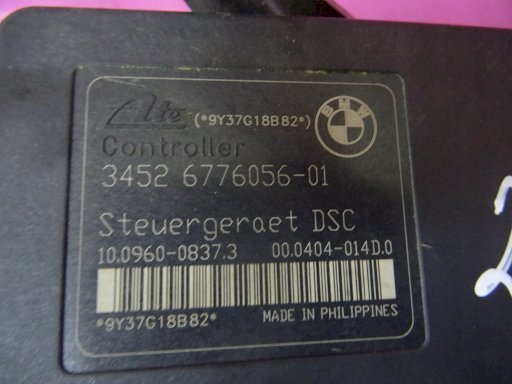 Ate (*9Y37G18B82*) BMW
Controller
3452 6776056-01
Steuergeraet DSC
10.0960-0837.3 00.0404-014D.0
*9Y37G18B82* MADE IN PHILIPPINES